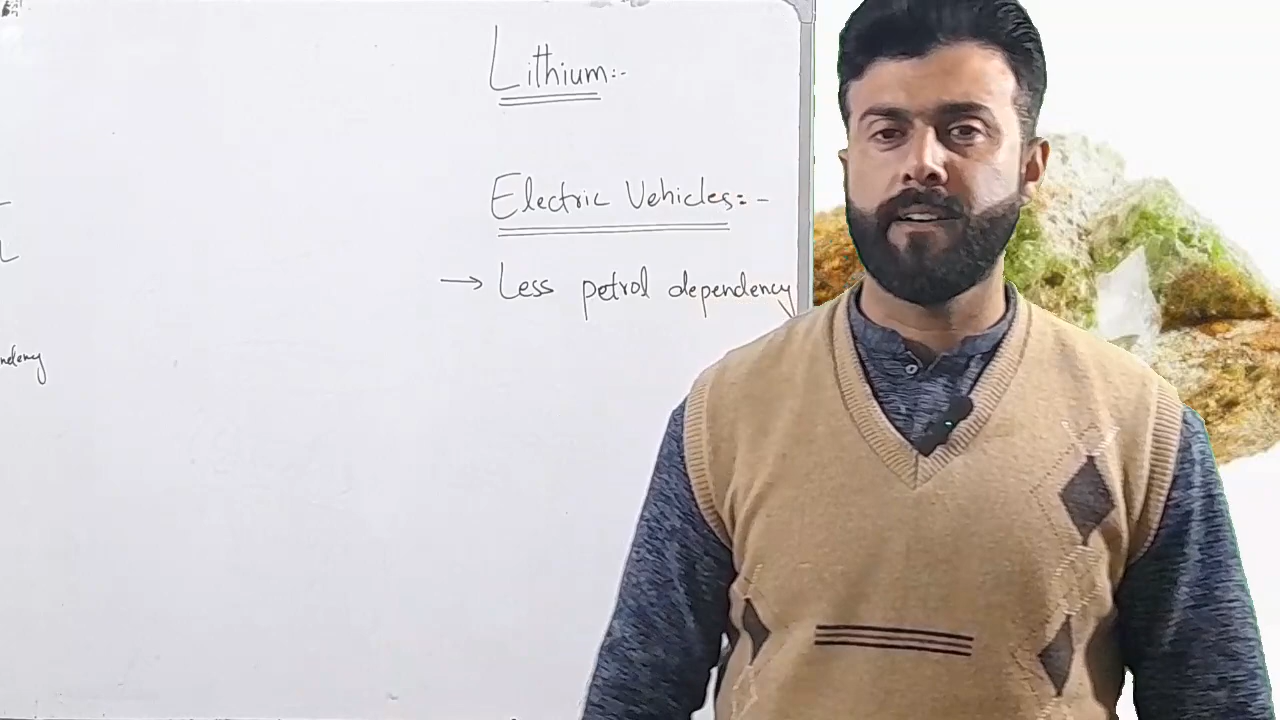 Lithium:-
Electric Vehicles:-
→ Less petrol dependency